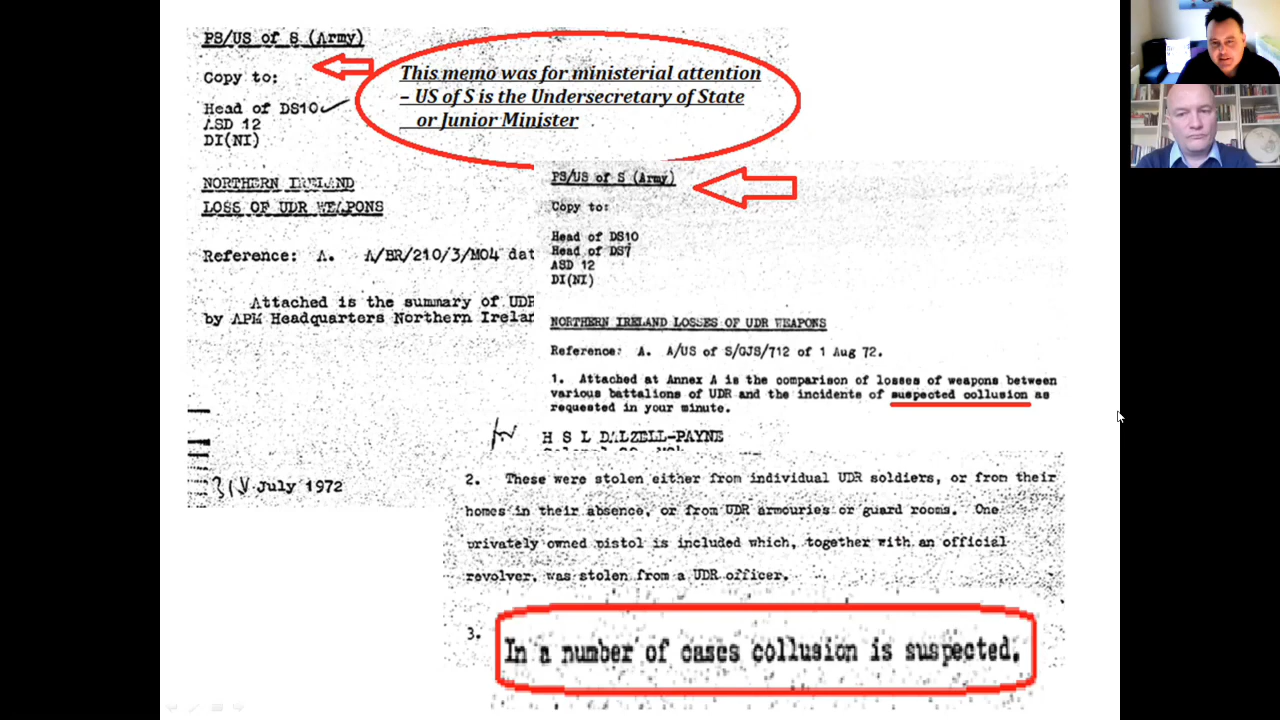 PS/US of S (Army)
Copy to:
Head of DS10
ASD 12
DI(NI)
NORTHERN IRELAND
LOSS OF UDR WEAPONS
Reference: A. A/BR/210/3/MO4 dat
Attached is the summary of UDR
by APM Headquarters Northern Irelan
31 July 1972
This memo was for ministerial attention
– US of S is the Undersecretary of State
or Junior Minister
PS/US of S (Army)
Copy to:
Head of DS10
Head of DS7
ASD 12
DI(NI)
NORTHERN IRELAND LOSSES OF UDR WEAPONS
Reference: A. A/US of S/GJS/712 of 1 Aug 72.
1. Attached at Annex A is the comparison of losses of weapons between
various battalions of UDR and the incidents of suspected collusion as
requested in your minute.
H S L DALZELL-PAYNE
2. These were stolen either from individual UDR soldiers, or from their
homes in their absence, or from UDR armouries or guard rooms. One
privately owned pistol is included which, together with an official
revolver, was stolen from a UDR officer.
3. In a number of cases collusion is suspected.